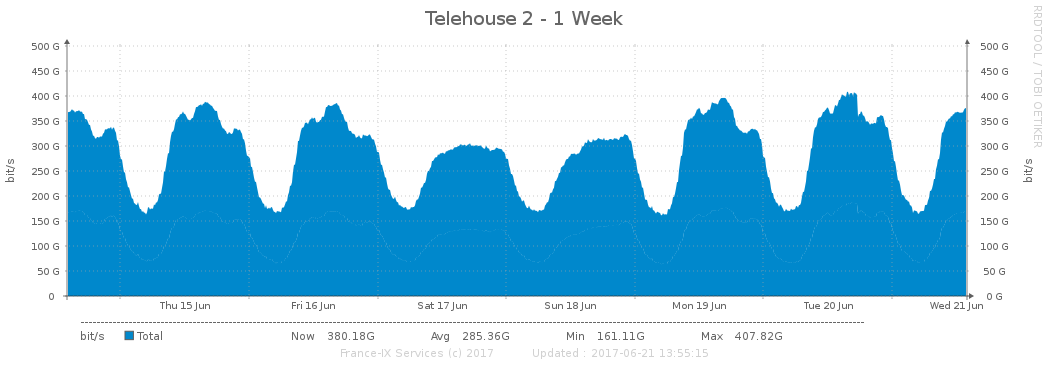 Telehouse 2 - 1 Week
RRDTOOL / TOBI OETIKER
500 G 500 G
450 G 450 G
400 G 400 G
350 G 350 G
300 G 300 G
250 G 250 G
200 G 200 G
150 G 150 G
100 G 100 G
50 G 50 G
0 0 G
bit/s bit/s
Thu 15 Jun Fri 16 Jun Sat 17 Jun Sun 18 Jun Mon 19 Jun Tue 20 Jun Wed 21 Jun
bit/s Total Now 380.18G Avg 285.36G Min 161.11G Max 407.82G
France-IX Services (c) 2017 Updated : 2017-06-21 13:55:15